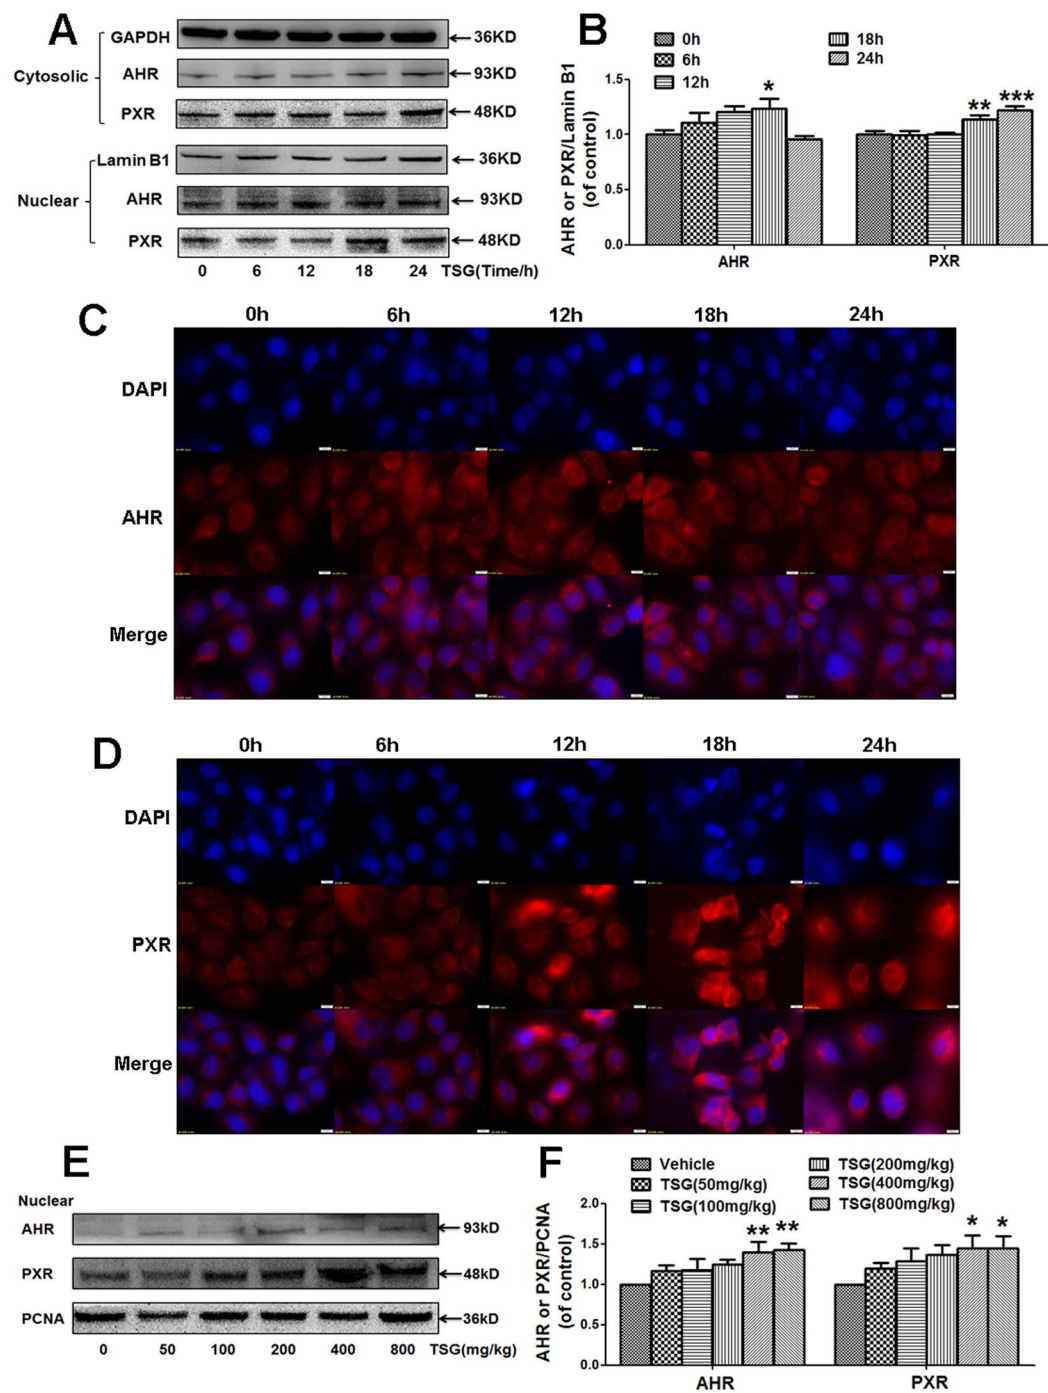 A
GAPDH
36KD
Cytosolic
AHR
93KD
PXR
48KD
Lamin B1
36KD
Nuclear
AHR
93KD
PXR
48KD
0 6 12 18 24 TSG(Time/h)
B
0h
6h
12h
18h
24h
AHR or PXR/Lamin B1
(of control)
1.5
1.0
0.5
0.0
*
**
***
AHR
PXR
C
0h 6h 12h 18h 24h
DAPI
AHR
Merge
D
0h 6h 12h 18h 24h
DAPI
PXR
Merge
E
Nuclear
AHR
93kD
PXR
48kD
PCNA
36kD
0 50 100 200 400 800 TSG(mg/kg)
F
Vehicle
TSG(50mg/kg)
TSG(100mg/kg)
TSG(200mg/kg)
TSG(400mg/kg)
TSG(800mg/kg)
AHR or PXR/PCNA
(of control)
2.0
1.5
1.0
0.5
0.0
** **
* *
AHR
PXR